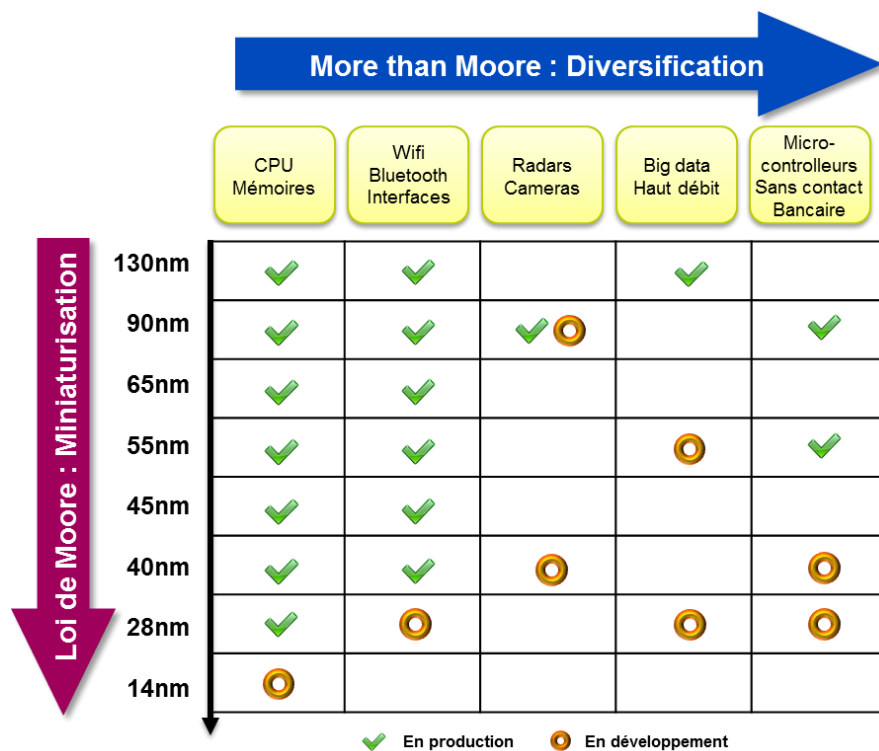 More than Moore : Diversification
CPU
Mémoires
Wifi
Bluetooth
Interfaces
Radars
Cameras
Big data
Haut débit
Micro-
controlleurs
Sans contact
Bancaire
Loi de Moore : Miniaturisation
130nm
90nm
65nm
55nm
45nm
40nm
28nm
14nm
En production
En développement